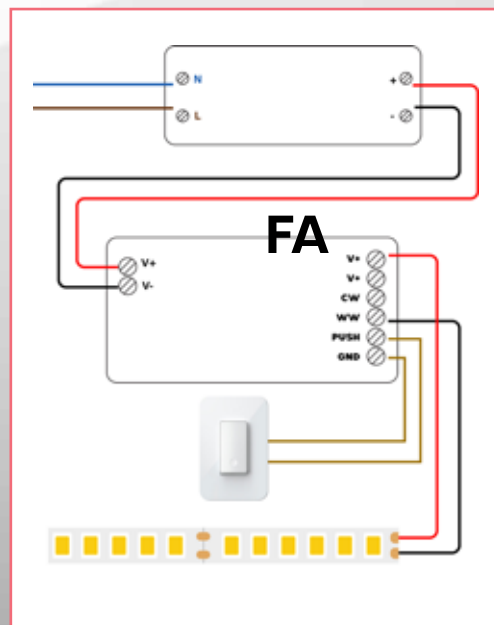 N +
L -
FA
V+ V+
V- V+
CW
WW
PUSH
GND